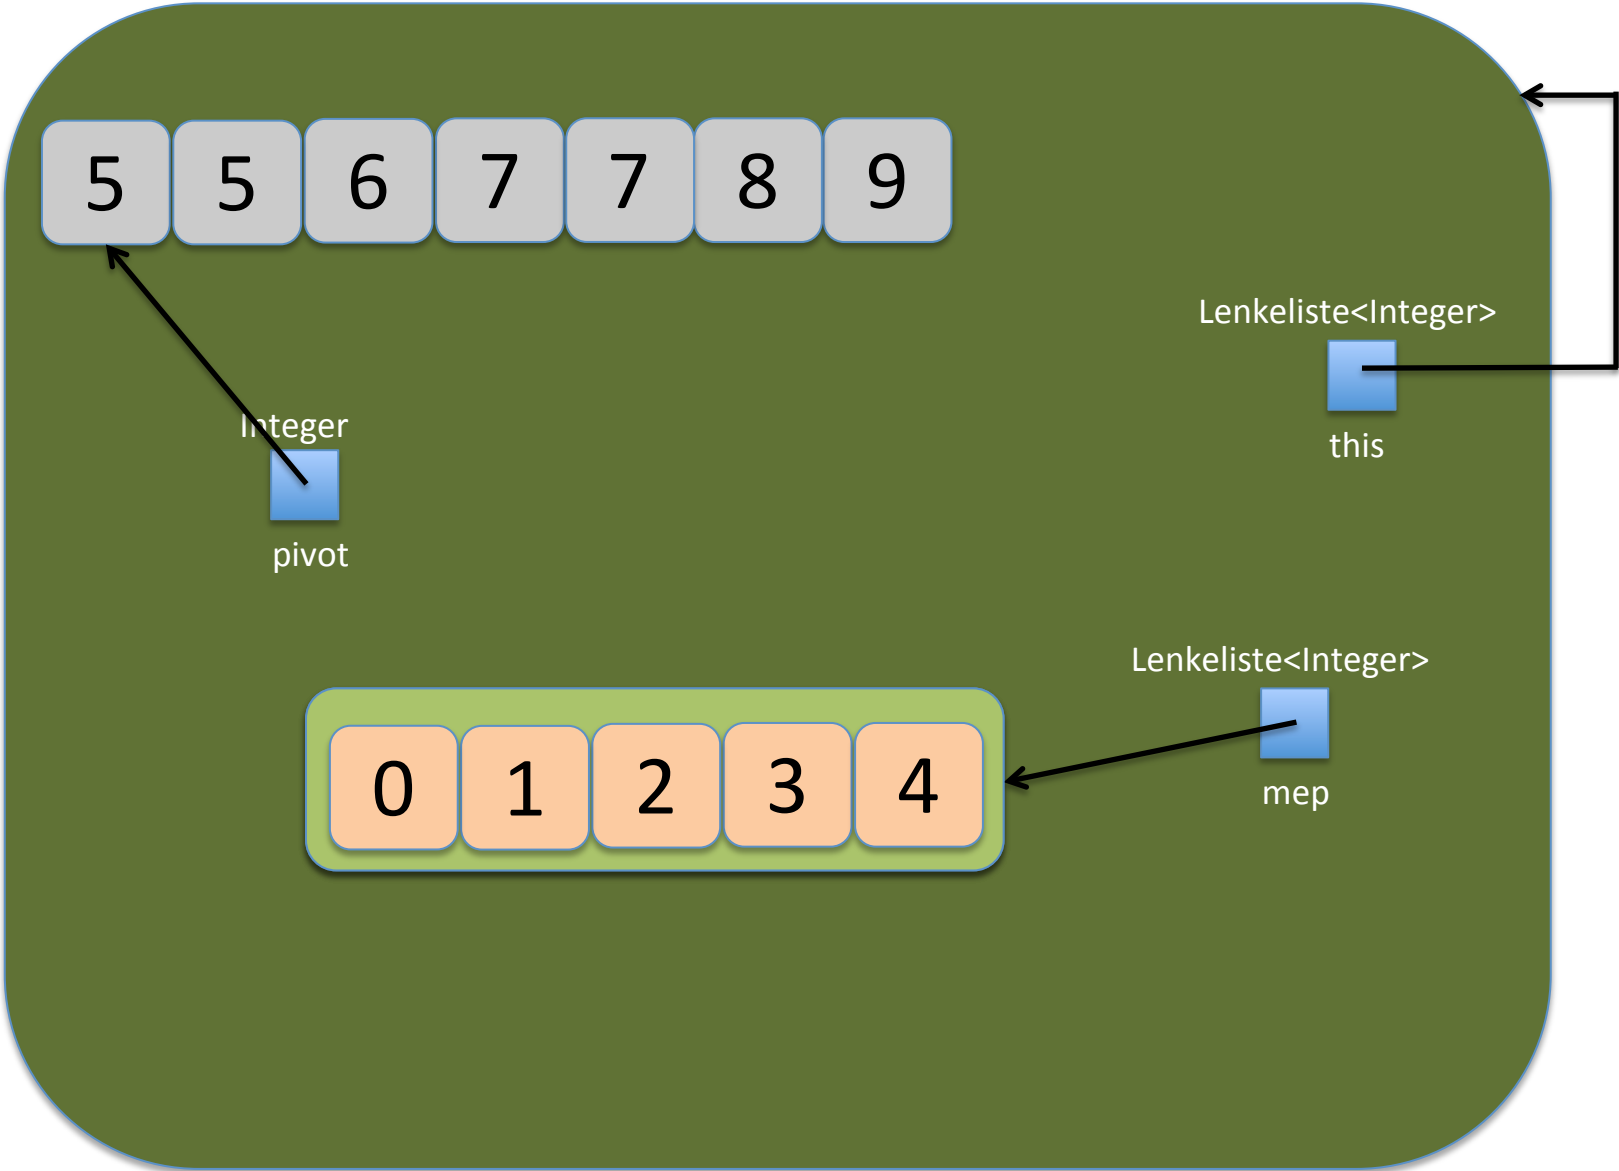 5 5 6 7 7 8 9
Lenkeliste<Integer>
this
Integer
pivot
Lenkeliste<Integer>
mep
0 1 2 3 4